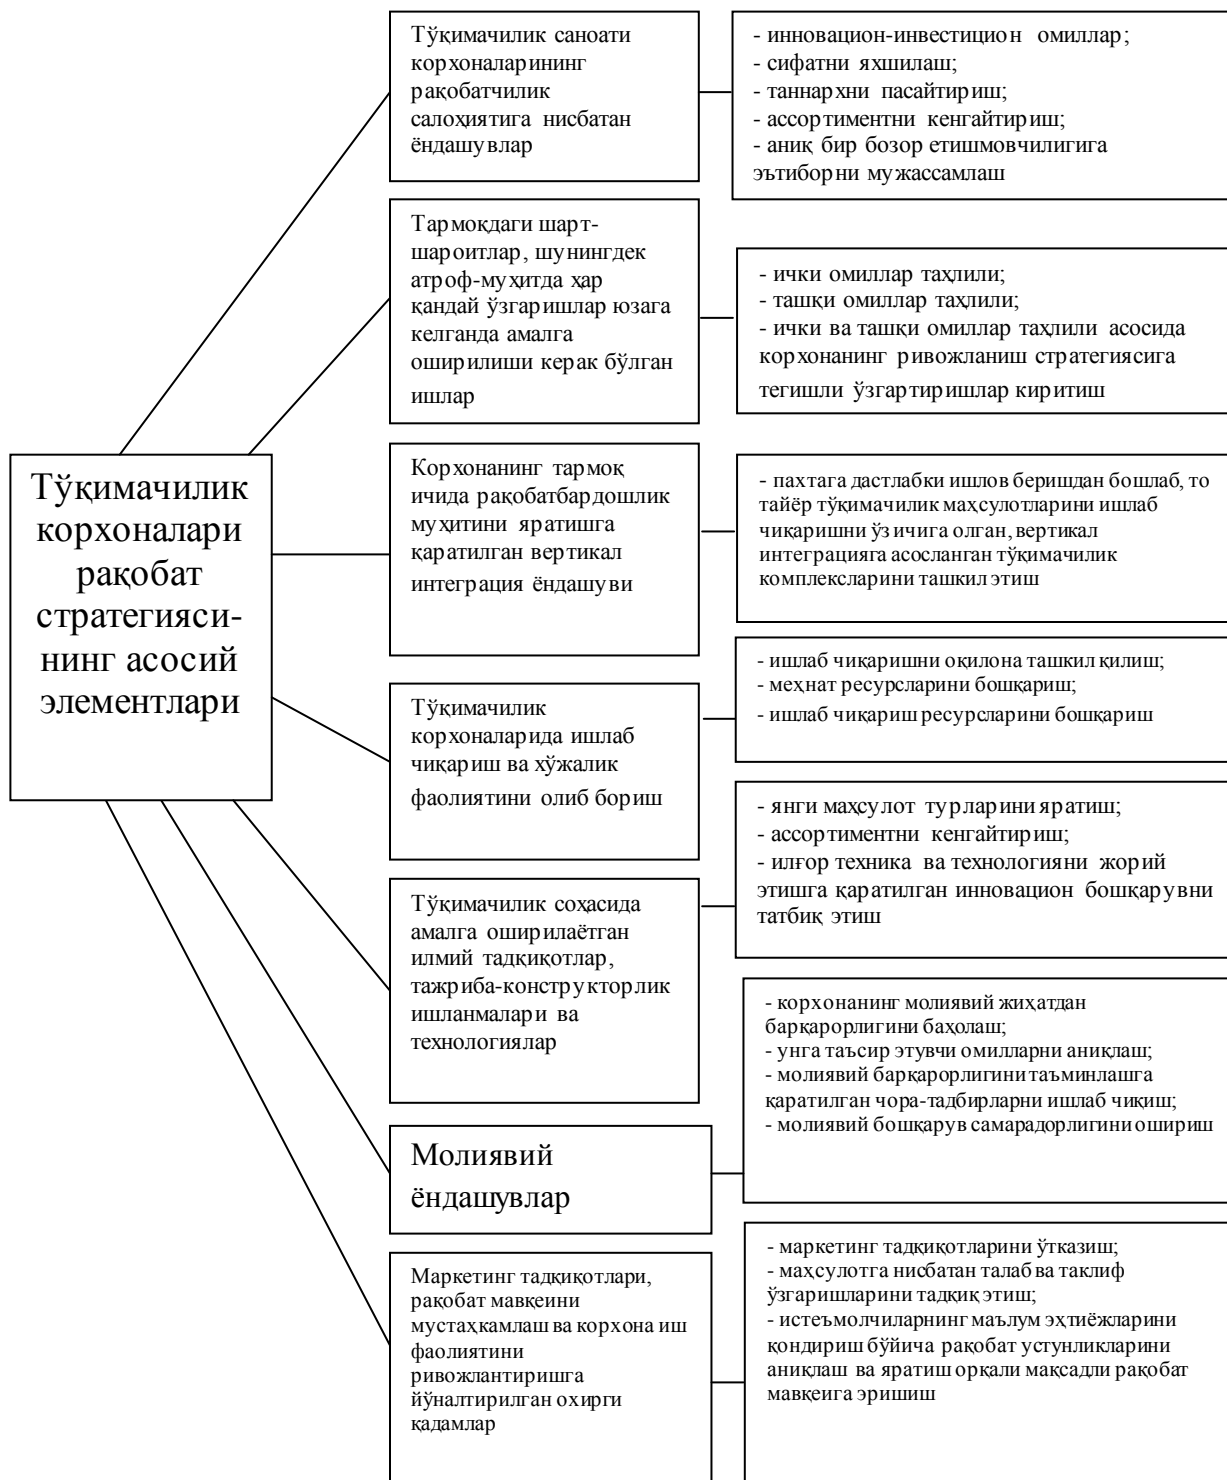 Тўқимачилик саноати
корхоналарининг
рақобатчилик
салоҳиятига нисбатан
ёндашувлар
- инновацион-инвестицион омиллар;
- сифатни яхшилаш;
- таннархни пасайтириш;
- ассортиментни кенгайтириш;
- аниқ бир бозор етишмовчилигига
эътиборни мужассамлаш
Тармоқдаги шарт-
шароитлар, шунингдек
атроф-муҳитда ҳар
қандай ўзгаришлар юзага
келганда амалга
оширилиши керак бўлган
ишлар
- ички омиллар таҳлили;
- ташқи омиллар таҳлили;
- ички ва ташқи омиллар таҳлили асосида
корхонанинг ривожланиш стратегиясига
тегишли ўзгартиришлар киритиш
Тўқимачилик
корхоналари
рақобат
стратегияси-
нинг асосий
элементлари
Корхонанинг тармоқ
ичида рақобатбардошлик
муҳитини яратишга
қаратилган вертикал
интеграция ёндашуви
- пахтага дастлабки ишлов беришдан бошлаб, то
тайёр тўқимачилик маҳсулотларини ишлаб
чиқаришни ўз ичига олган, вертикал
интеграцияга асосланган тўқимачилик
комплексларини ташкил этиш
Тўқимачилик
корхоналарида ишлаб
чиқариш ва хўжалик
фаолиятини олиб бориш
- ишлаб чиқаришни оқилона ташкил қилиш;
- меҳнат ресурсларини бошқариш;
- ишлаб чиқариш ресурсларини бошқариш
Тўқимачилик соҳасида
амалга оширилаётган
илмий тадқиқотлар,
тажриба-конструкторлик
ишланмалари ва
технологиялар
- янги маҳсулот турларини яратиш;
- ассортиментни кенгайтириш;
- илғор техника ва технологияни жорий
этишга қаратилган инновацион бошқарувни
татбиқ этиш
Молиявий
ёндашувлар
- корхонанинг молиявий жиҳатдан
барқарорлигини баҳолаш;
- унга таъсир этувчи омилларни аниқлаш;
- молиявий барқарорлигини таъминлашга
қаратилган чора-тадбирларни ишлаб чиқиш;
- молиявий бошқарув самарадорлигини ошириш
Маркетинг тадқиқотлари,
рақобат мавқеини
мустаҳкамлаш ва корхона иш
фаолиятини
ривожлантиришга
йўналтирилган охирги
қадамлар
- маркетинг тадқиқотларини ўтказиш;
- маҳсулотга нисбатан талаб ва таклиф
ўзгаришларини тадқиқ этиш;
- истеъмолчиларнинг маълум эҳтиёжларини
қондириш бўйича рақобат устунликларини
аниқлаш ва яратиш орқали мақсадли рақобат
мавқеига эришиш